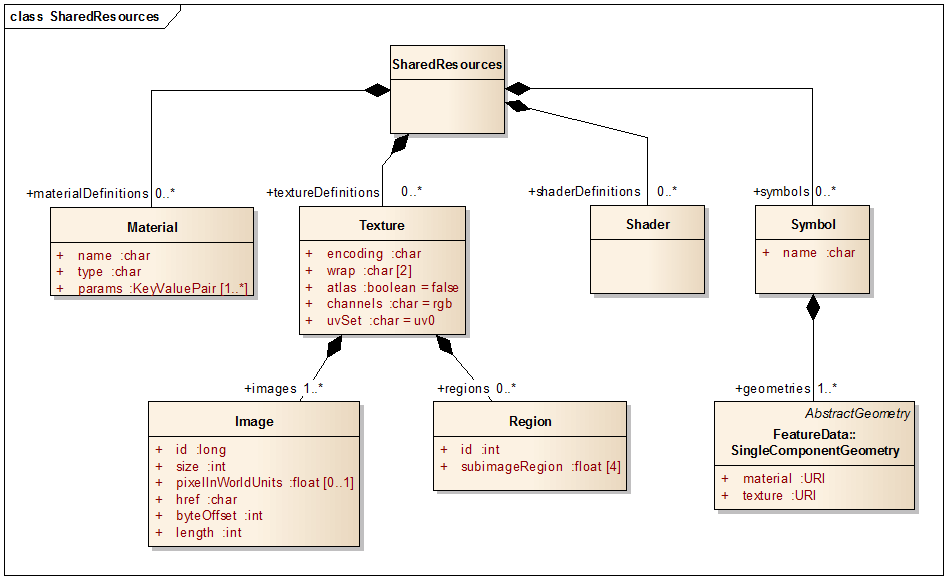 class SharedResources
SharedResources
+materialDefinitions 0..*
+textureDefinitions 0..*
+shaderDefinitions 0..*
+symbols 0..*
Material
+ name :char
+ type :char
+ params :KeyValuePair [1..*]
Texture
+ encoding :char
+ wrap :char [2]
+ atlas :boolean = false
+ channels :char = rgb
+ uvSet :char = uv0
Shader
Symbol
+ name :char
+images 1..*
+regions 0..*
+geometries 1..*
Image
+ id :long
+ size :int
+ pixelInWorldUnits :float [0..1]
+ href :char
+ byteOffset :int
+ length :int
Region
+ id :int
+ subimageRegion :float [4]
AbstractGeometry
FeatureData::
SingleComponentGeometry
+ material :URI
+ texture :URI